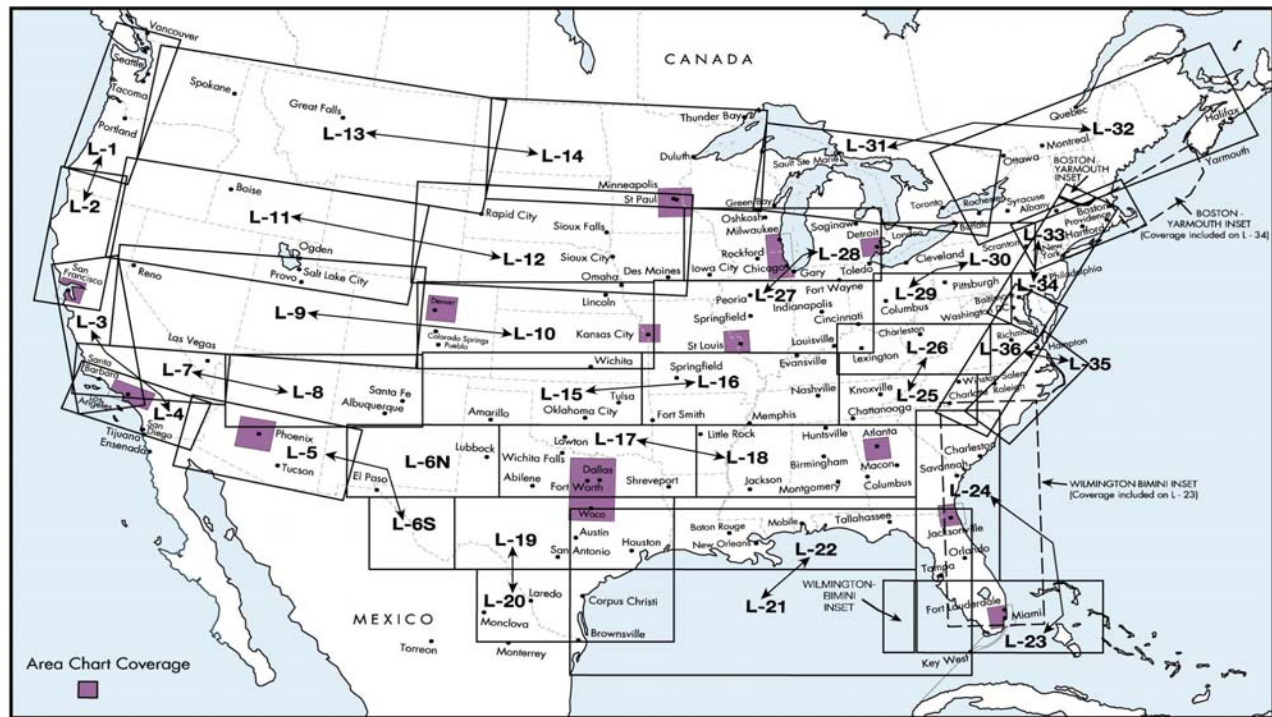 CANADA
MEXICO
Vancouver
Seattle
Tacoma
Portland
Spokane
Great Falls
L-13
L-14
L-1
L-2
Thunder Bay
Duluth
Sault Ste Marie
L-31
L-32
Quebec
Montreal
Ottawa
Halifax
Yarmouth
BOSTON
YARMOUTH
INSET
BOSTON -
YARMOUTH INSET
(Coverage included on L - 34)
Minneapolis
St Paul
Green Bay
Oshkosh
Milwaukee
Rockford
Chicago
Gary
Saginaw
Detroit
London
Toledo
Toronto
Rochester
Buffalo
Syracuse
Albany
Boston
Providence
Hartford
Scranton
New
York
Philadelphia
L-33
L-34
Boise
L-11
L-12
Rapid City
Sioux Falls
Sioux City
Omaha
Des Moines
Lincoln
Iowa City
L-28
L-27
Cleveland
L-30
L-29
Pittsburgh
Columbus
Baltimore
Washington DC
Fort Wayne
Peoria
Indianapolis
Springfield
Cincinnati
Louisville
St Louis
Evansville
San
Francisco
Reno
Ogden
Salt Lake City
Provo
L-9
L-10
Denver
Colorado Springs
Pueblo
Kansas City
L-3
Las Vegas
L-7
L-8
Santa
Barbara
Los
Angeles
L-4
San
Diego
Tijuana
Ensenada
Santa Fe
Albuquerque
Wichita
L-15
L-16
Springfield
Tulsa
Oklahoma City
Amarillo
Fort Smith
Memphis
Nashville
Charleston
Lexington
L-26
L-25
Knoxville
Chattanooga
Richmond
Hampton
L-36
L-35
Winston-Salem
Raleigh
Charlotte
Phoenix
L-5
Tucson
El Paso
L-6N
L-6S
Lubbock
Lawton
Wichita Falls
Abilene
Dallas
Fort Worth
Waco
L-17
L-18
Little Rock
Shreveport
Jackson
Huntsville
Birmingham
Montgomery
Atlanta
Macon
Columbus
Charleston
Savannah
L-24
WILMINGTON BIMINI INSET
(Coverage included on L - 23)
L-19
Austin
San Antonio
Houston
Baton Rouge
New Orleans
Mobile
Tallahassee
L-22
L-21
Jacksonville
Orlando
Tampa
WILMINGTON-
BIMINI
INSET
Fort Lauderdale
Miami
L-23
Key West
L-20
Laredo
Monclova
Corpus Christi
Brownsville
Monterrey
Torreon
Area Chart Coverage